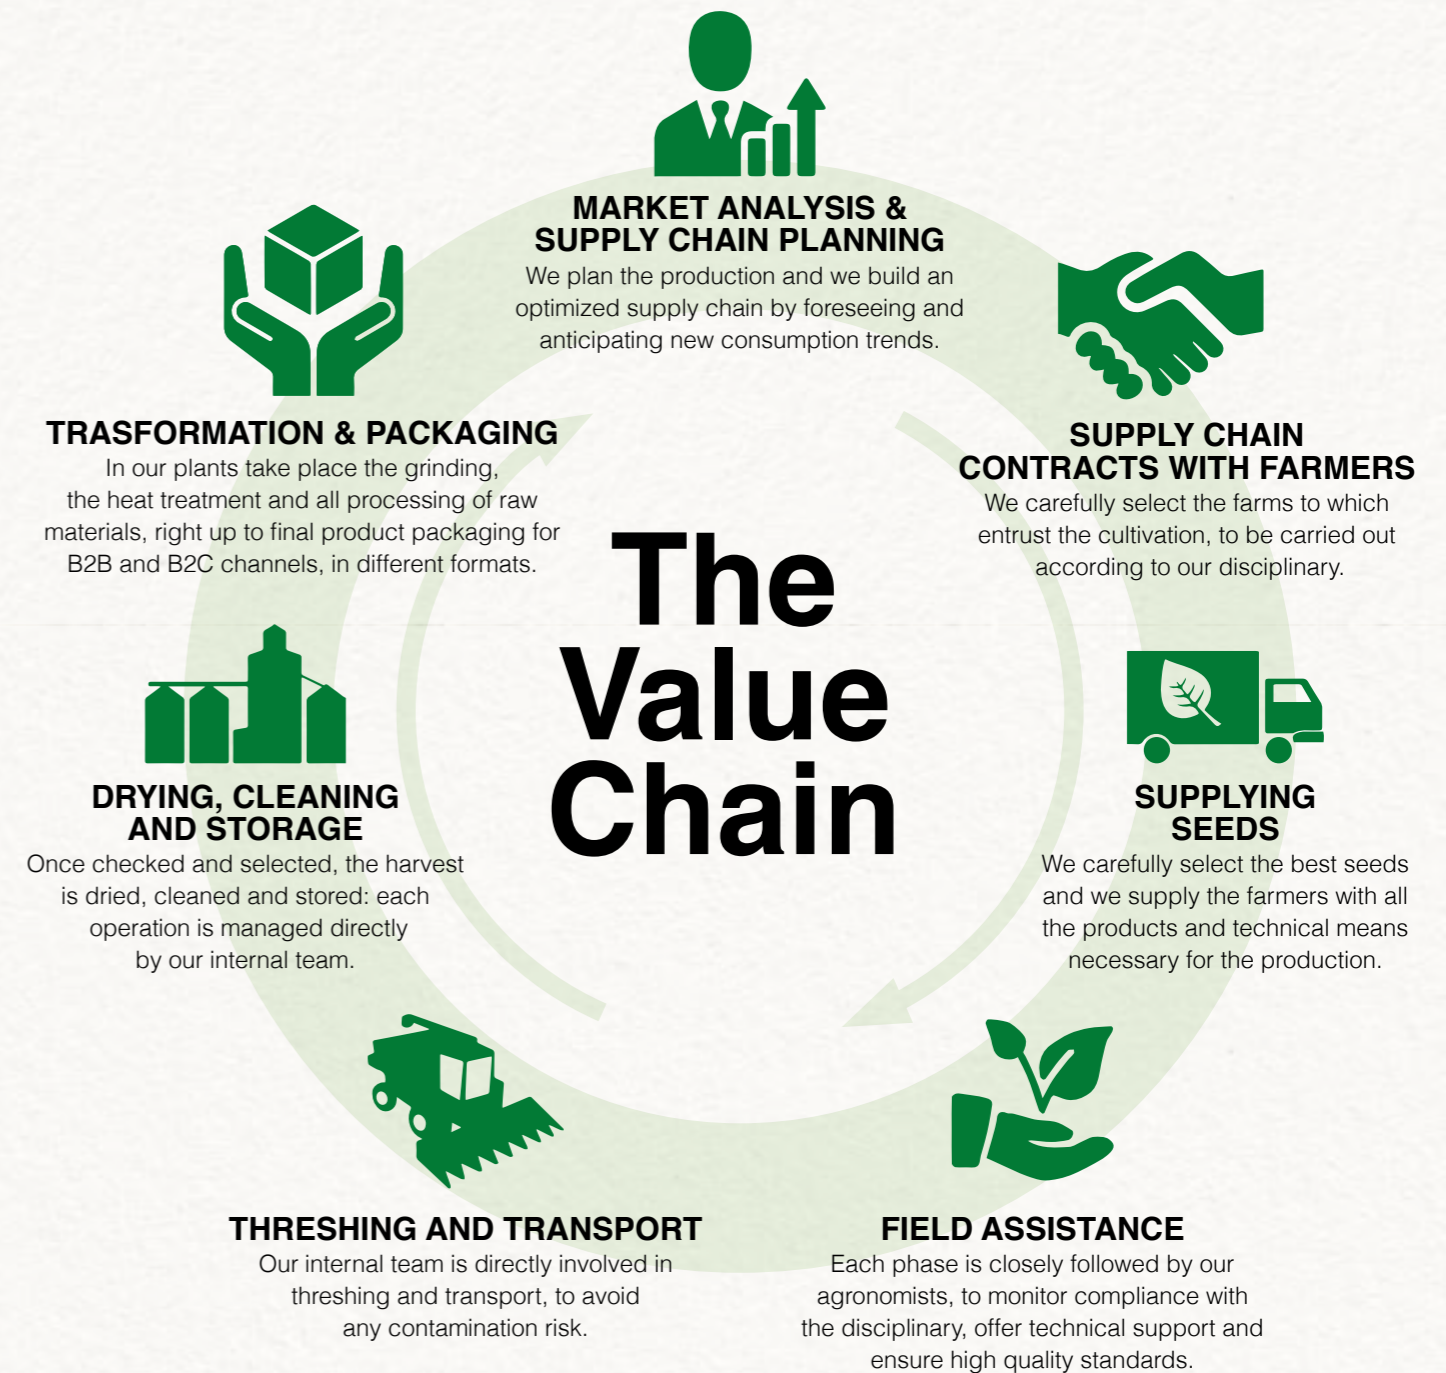 MARKET ANALYSIS &
SUPPLY CHAIN PLANNING
We plan the production and we build an
optimized supply chain by foreseeing and
anticipating new consumption trends.
SUPPLY CHAIN
CONTRACTS WITH FARMERS
We carefully select the farms to which
entrust the cultivation, to be carried out
according to our disciplinary.
SUPPLYING
SEEDS
We carefully select the best seeds
and we supply the farmers with all
the products and technical means
necessary for the production.
FIELD ASSISTANCE
Each phase is closely followed by our
agronomists, to monitor compliance with
the disciplinary, offer technical support and
ensure high quality standards.
THRESHING AND TRANSPORT
Our internal team is directly involved in
threshing and transport, to avoid
any contamination risk.
DRYING, CLEANING
AND STORAGE
Once checked and selected, the harvest
is dried, cleaned and stored: each
operation is managed directly
by our internal team.
TRASFORMATION & PACKAGING
In our plants take place the grinding,
the heat treatment and all processing of raw
materials, right up to final product packaging for
B2B and B2C channels, in different formats.
The
Value
Chain